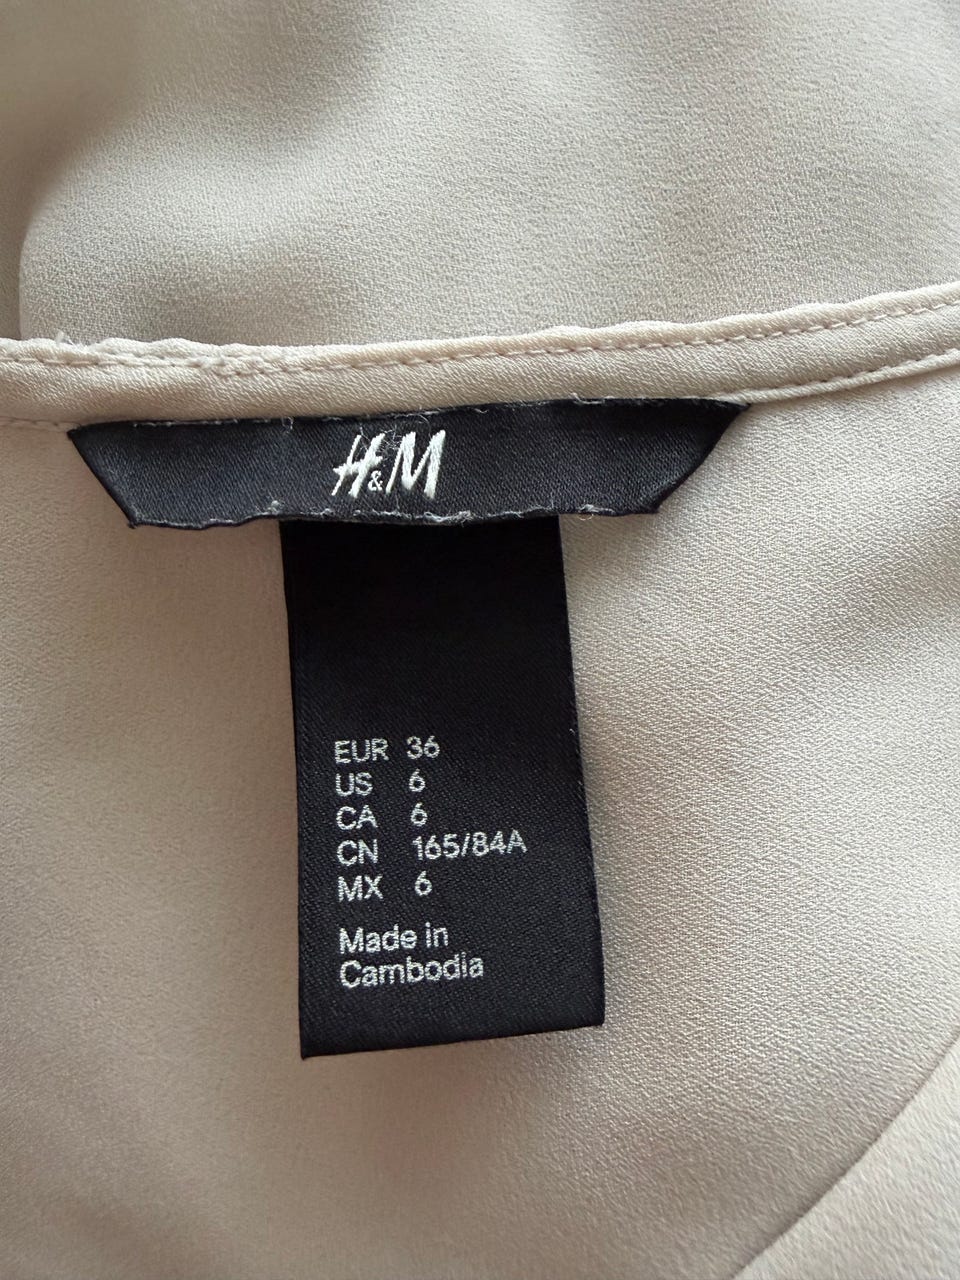 H&M
EUR 36
US 6
CA 6
CN 165/84A
MX 6
Made in
Cambodia